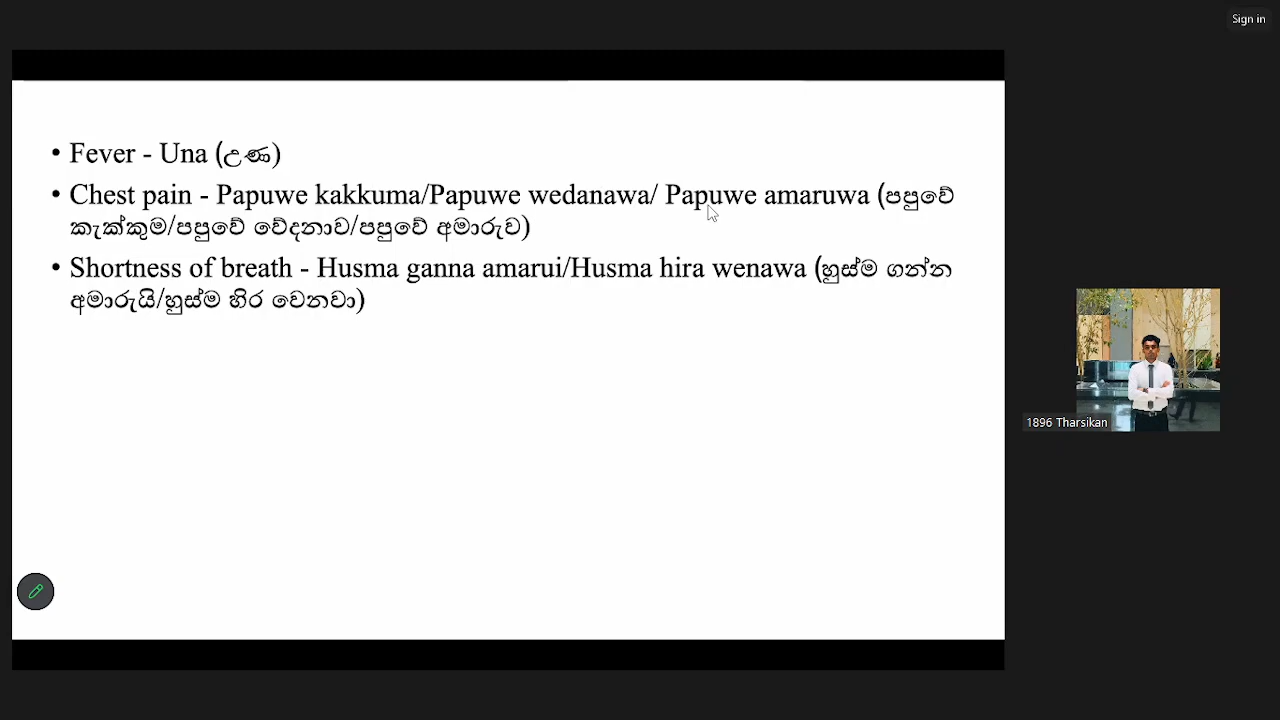 Sign in
• Fever - Una (උණ)
• Chest pain - Papuwe kakkuma/Papuwe wedanawa/ Papuwe amaruwa (පපුවේ
කැක්කුම/පපුවේ වේදනාව/පපුවේ අමාරුව)
• Shortness of breath - Husma ganna amarui/Husma hira wenawa (හුස්ම ගන්න
අමාරුයි/හුස්ම හිර වෙනවා)
1896 Tharsikan